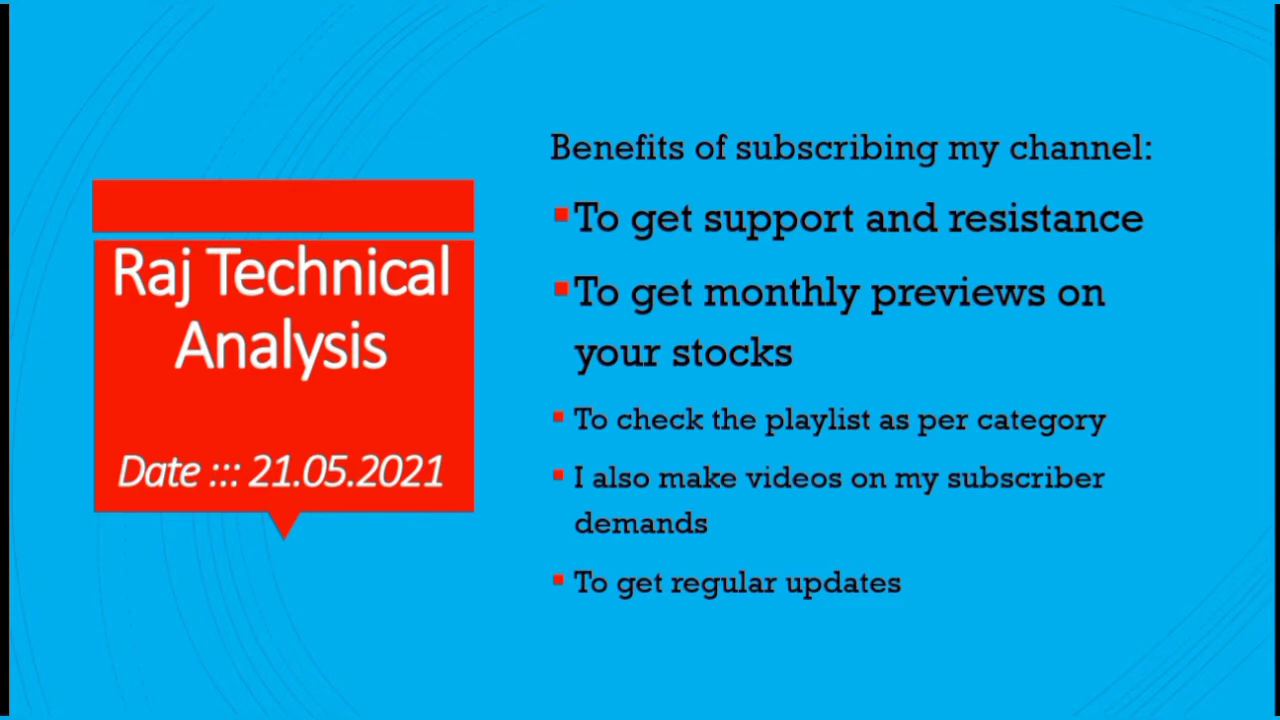 Raj Technical
Analysis
Date ::: 21.05.2021
Benefits of subscribing my channel:
▪To get support and resistance
▪To get monthly previews on
your stocks
▪ To check the playlist as per category
▪ I also make videos on my subscriber
demands
▪ To get regular updates